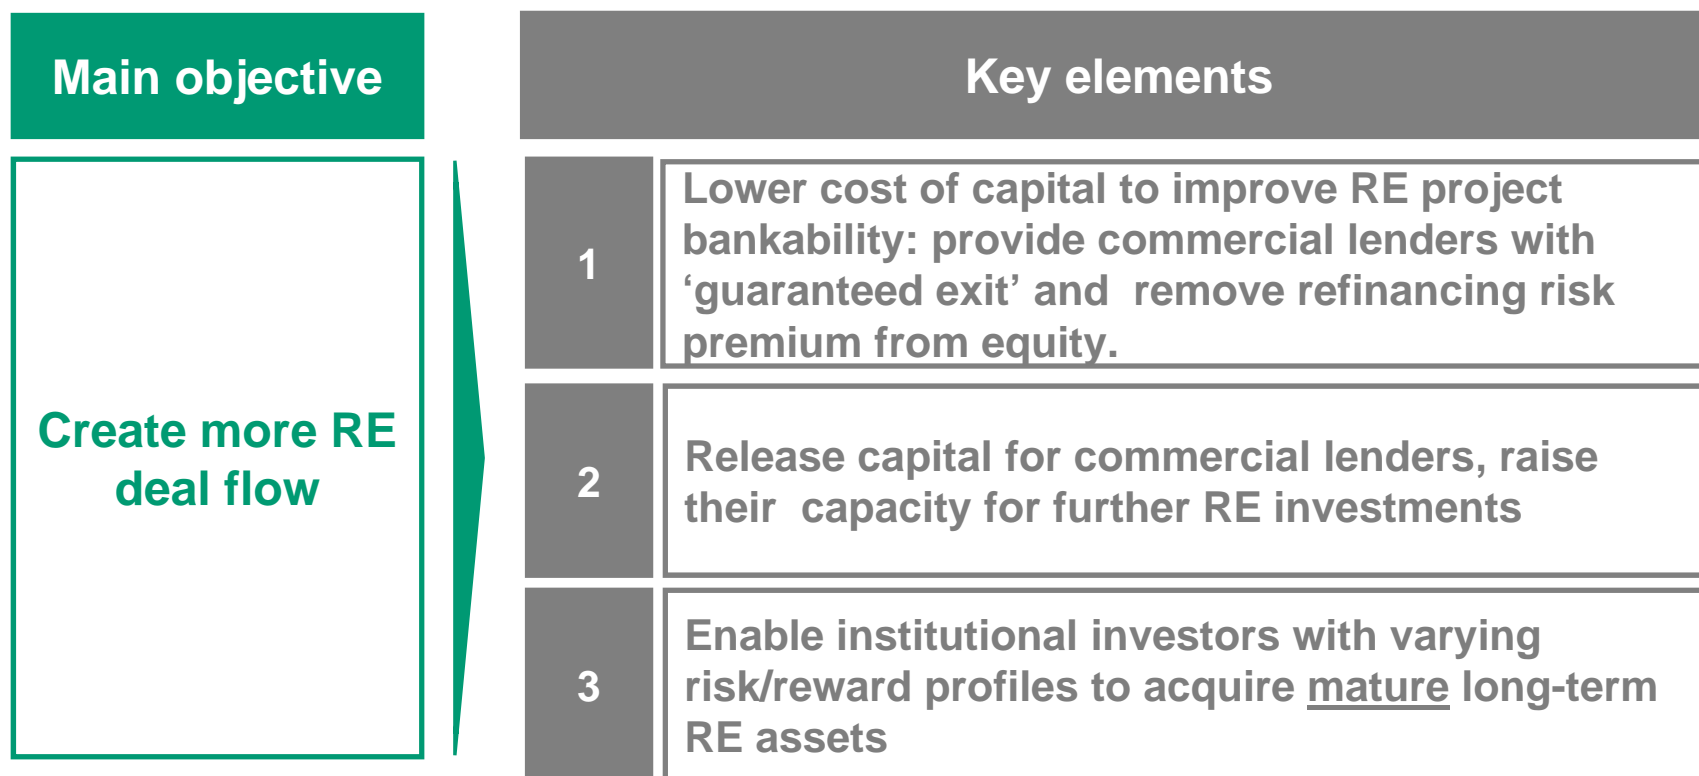 Main objective
Key elements
Create more RE
deal flow
1
Lower cost of capital to improve RE project
bankability: provide commercial lenders with
‘guaranteed exit’ and  remove refinancing risk
premium from equity.
2
Release capital for commercial lenders, raise
their  capacity for further RE investments
3
Enable institutional investors with varying
risk/reward profiles to acquire mature long-term
RE assets